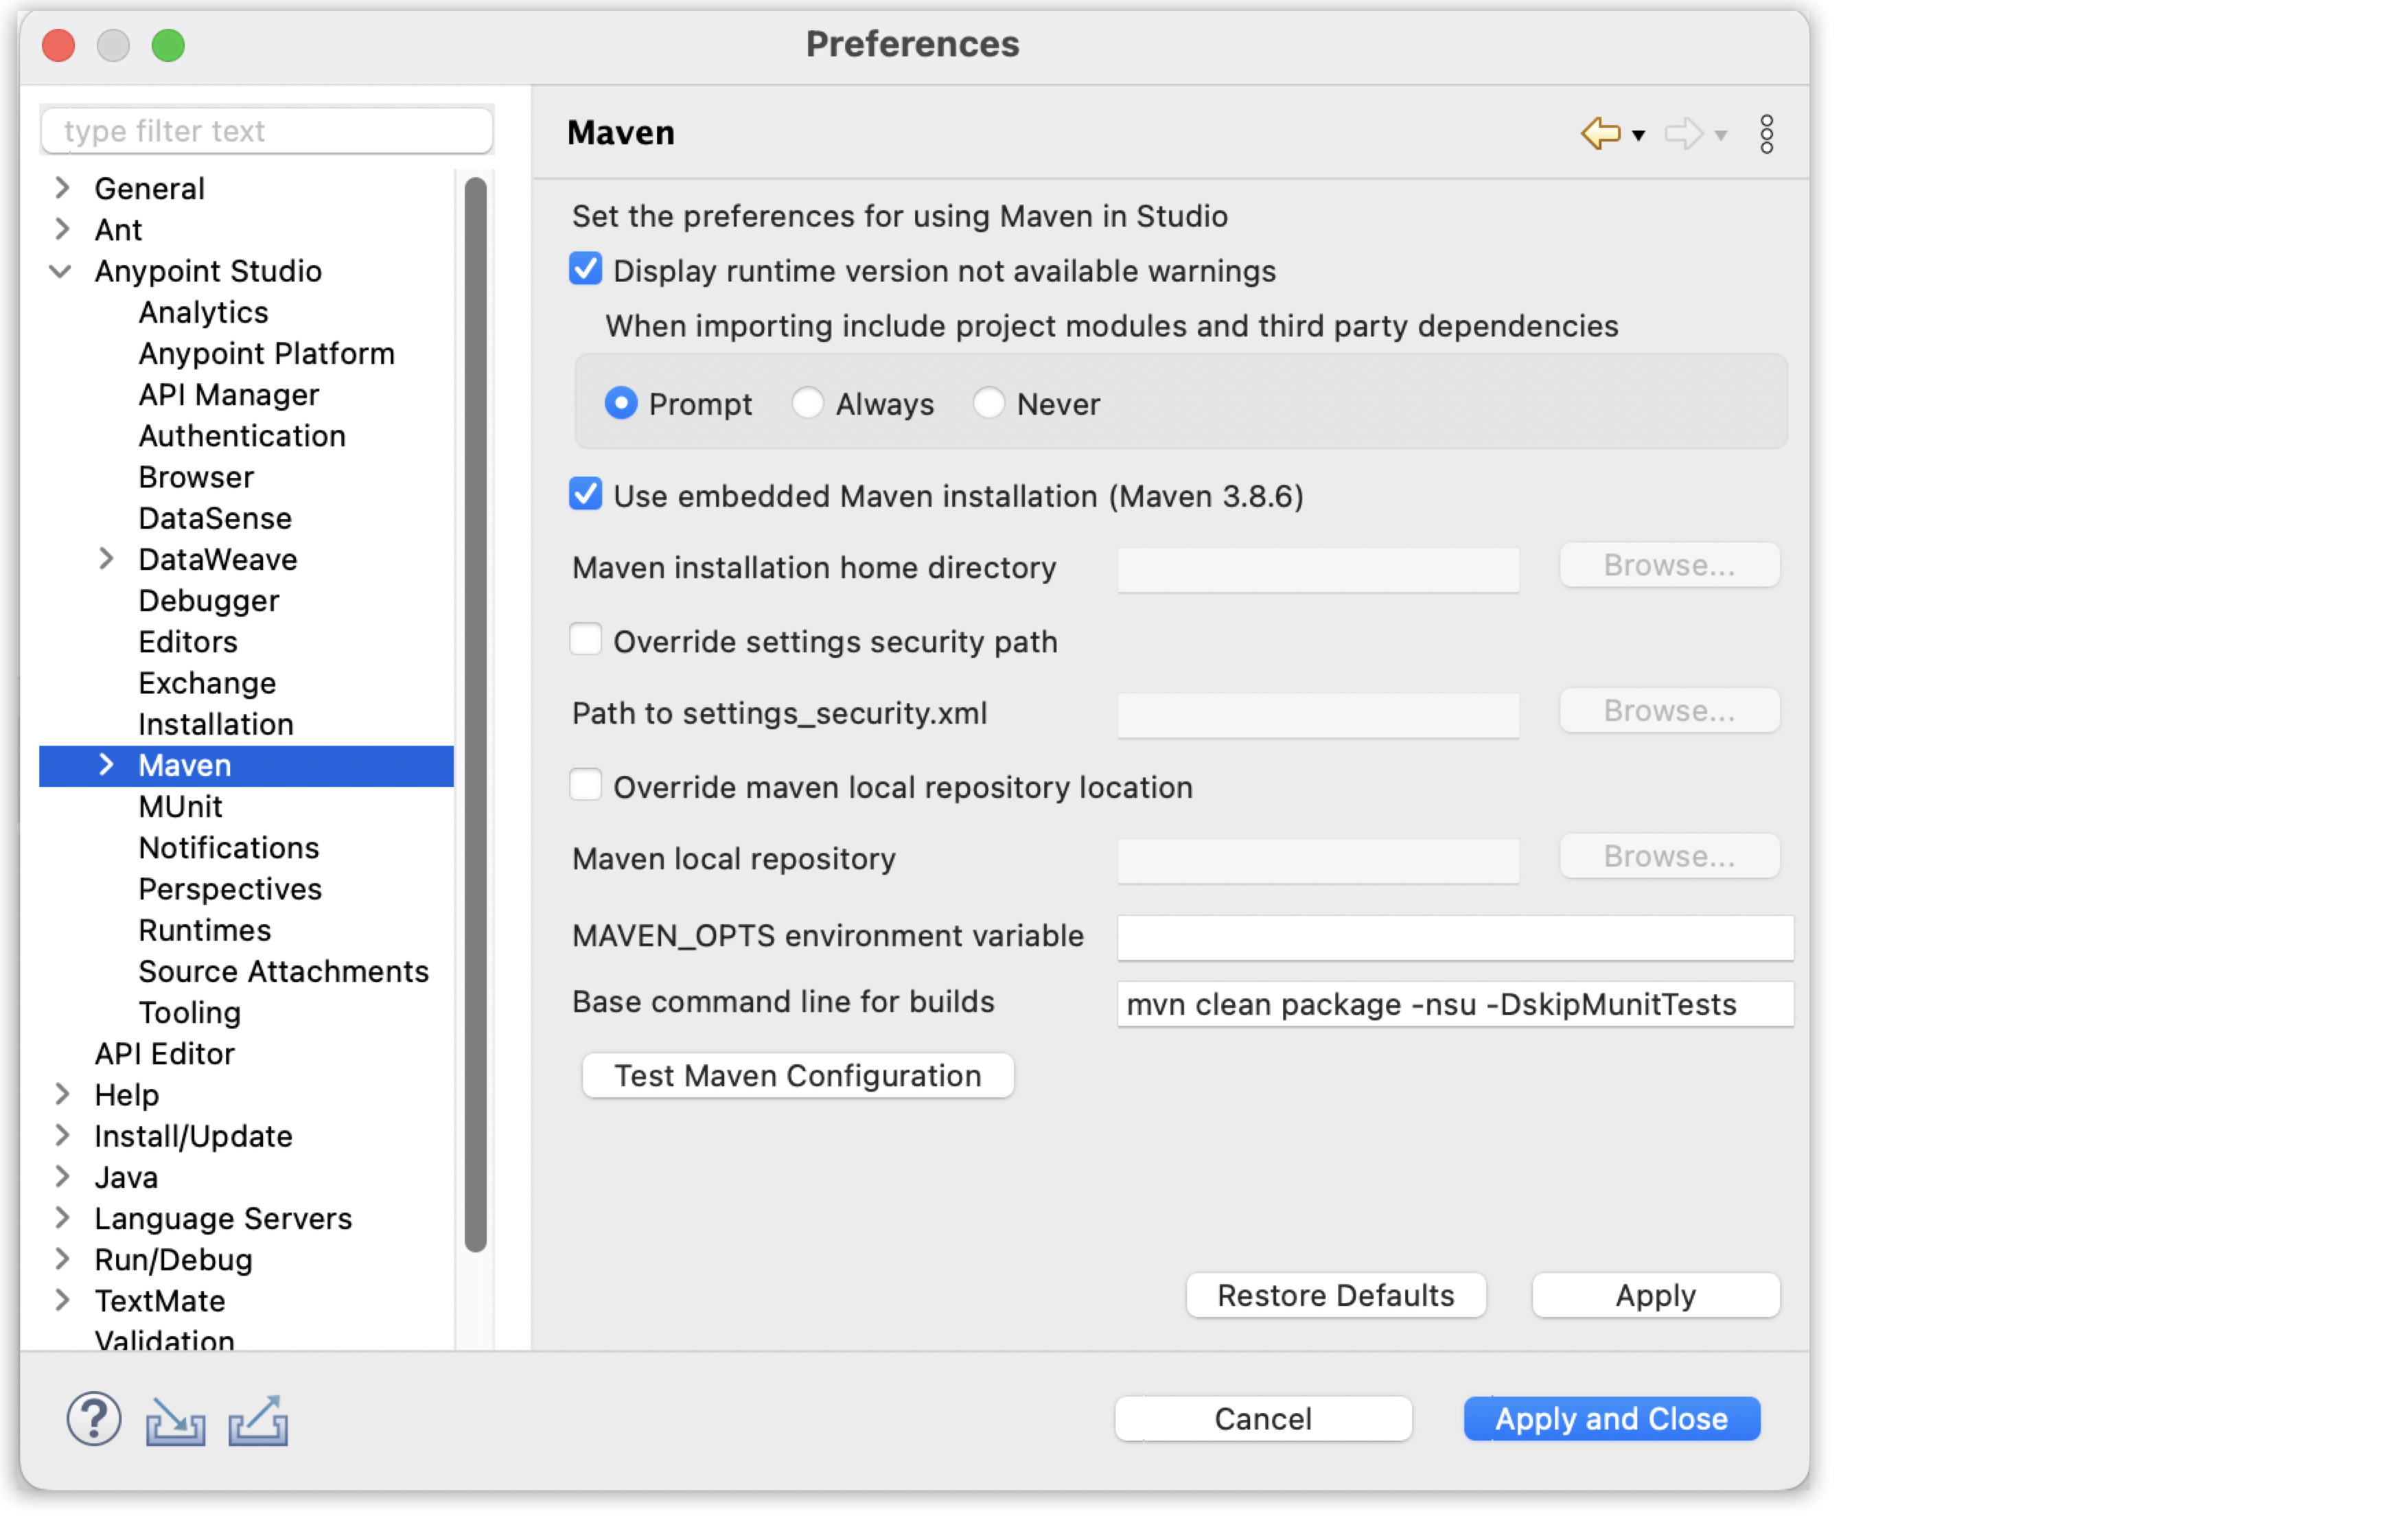 Preferences
type filter text
General
Ant
Anypoint Studio
Analytics
Anypoint Platform
API Manager
Authentication
Browser
DataSense
DataWeave
Debugger
Editors
Exchange
Installation
Maven
MUnit
Notifications
Perspectives
Runtimes
Source Attachments
Tooling
API Editor
Help
Install/Update
Java
Language Servers
Run/Debug
TextMate
Validation
Maven
Set the preferences for using Maven in Studio
Display runtime version not available warnings
When importing include project modules and third party dependencies
Prompt Always Never
Use embedded Maven installation (Maven 3.8.6)
Maven installation home directory Browse...
Override settings security path
Path to settings_security.xml Browse...
Override maven local repository location
Maven local repository Browse...
MAVEN_OPTS environment variable
Base command line for builds mvn clean package -nsu -DskipMunitTests
Test Maven Configuration
Restore Defaults Apply
? Cancel Apply and Close